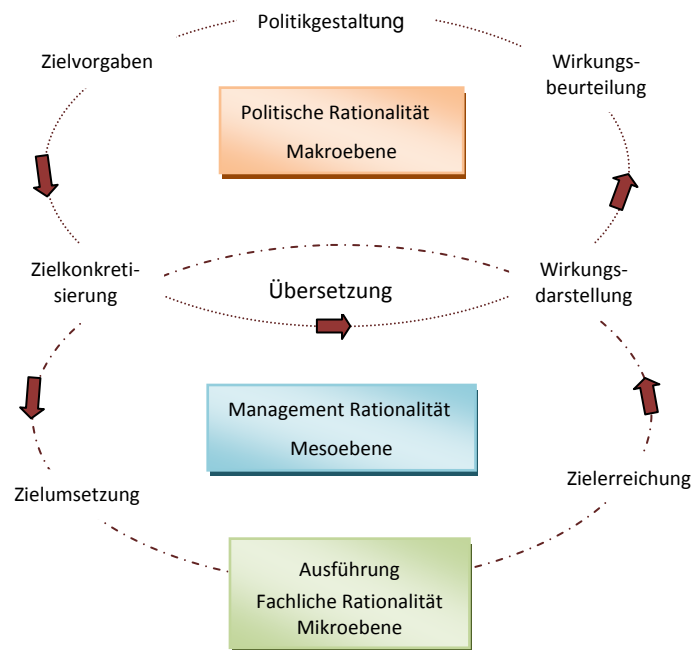 Politikgestaltung
Zielvorgaben
Wirkungs-
beurteilung
Politische Rationalität
Makroebene
Zielkonkreti-
sierung
Übersetzung
Wirkungs-
darstellung
Management Rationalität
Mesoebene
Zielumsetzung
Zielerreichung
Ausführung
Fachliche Rationalität
Mikroebene